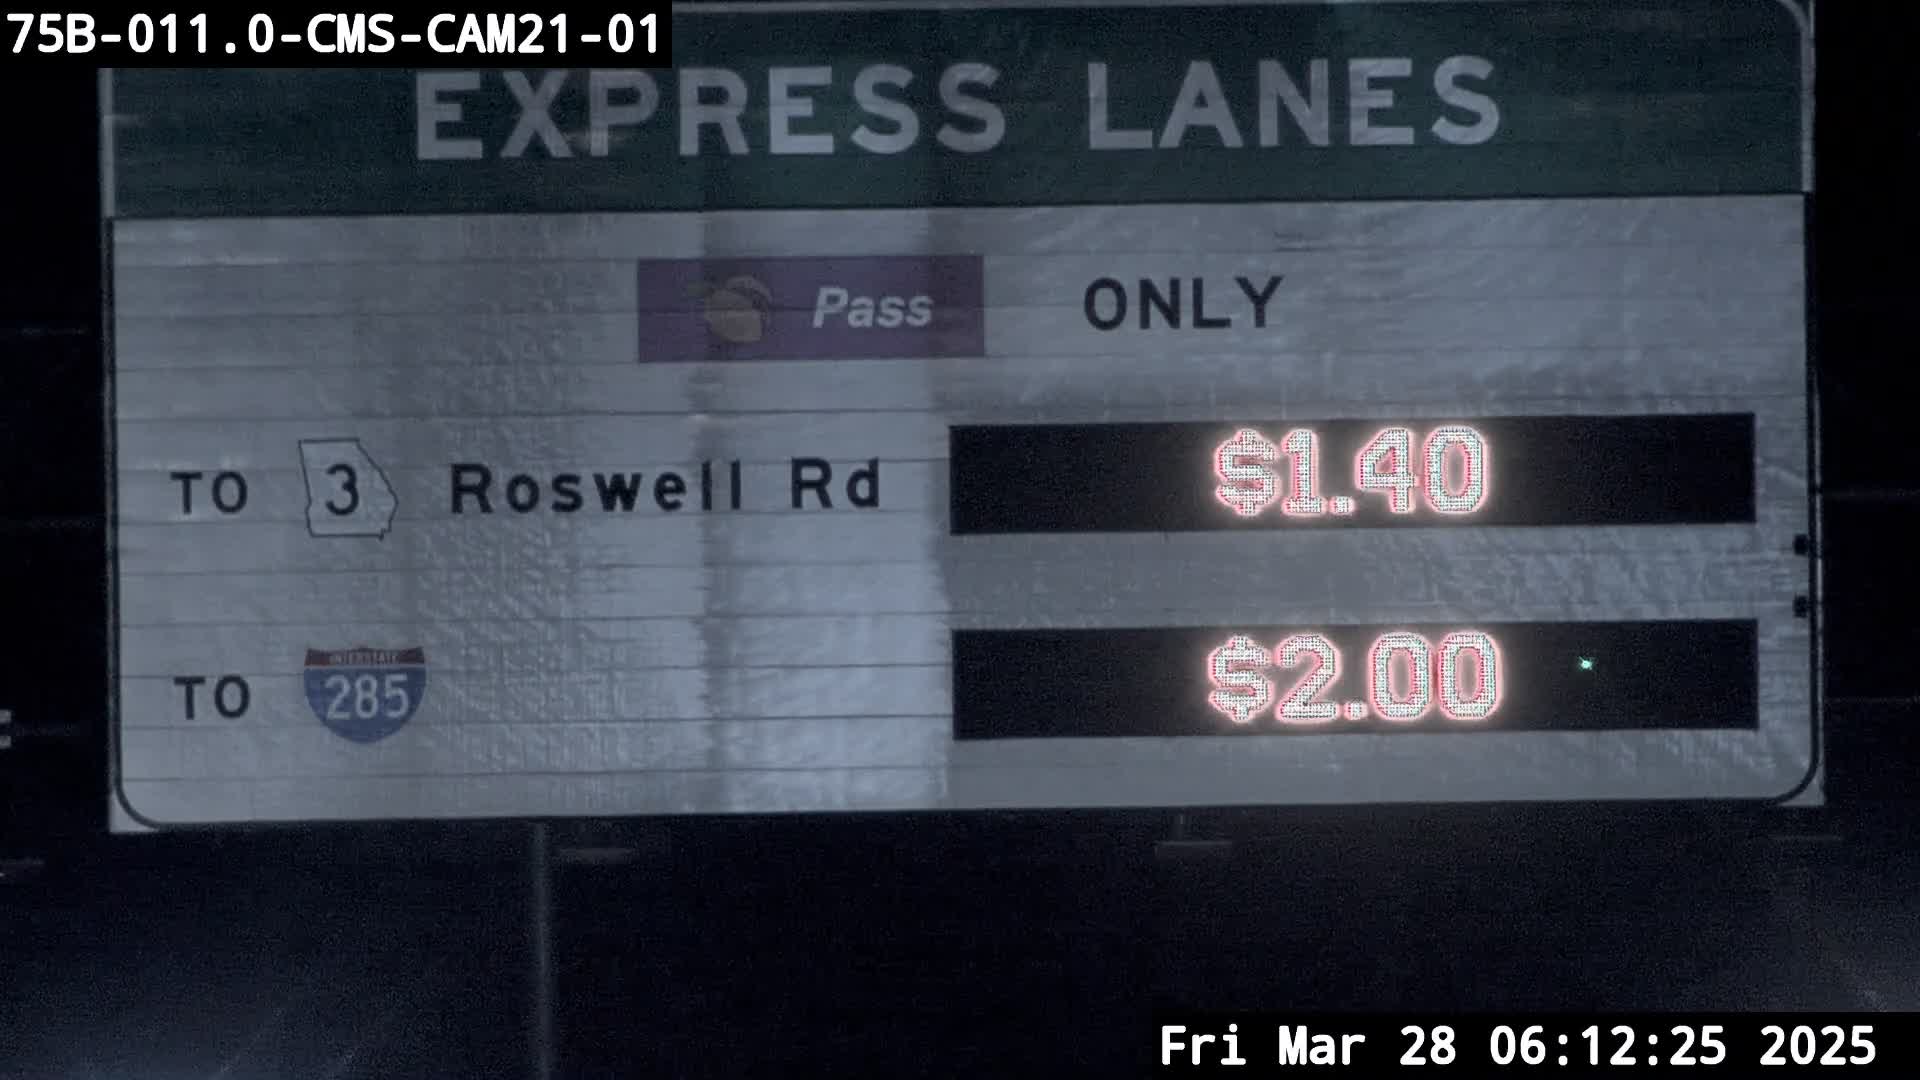 75B-011.0-CMS-CAM21-01
EXPRESS LANES
Pass ONLY
TO 3 Roswell Rd $1.40
INTERSTATE
TO 285 $2.00
Fri Mar 28 06:12:25 2025